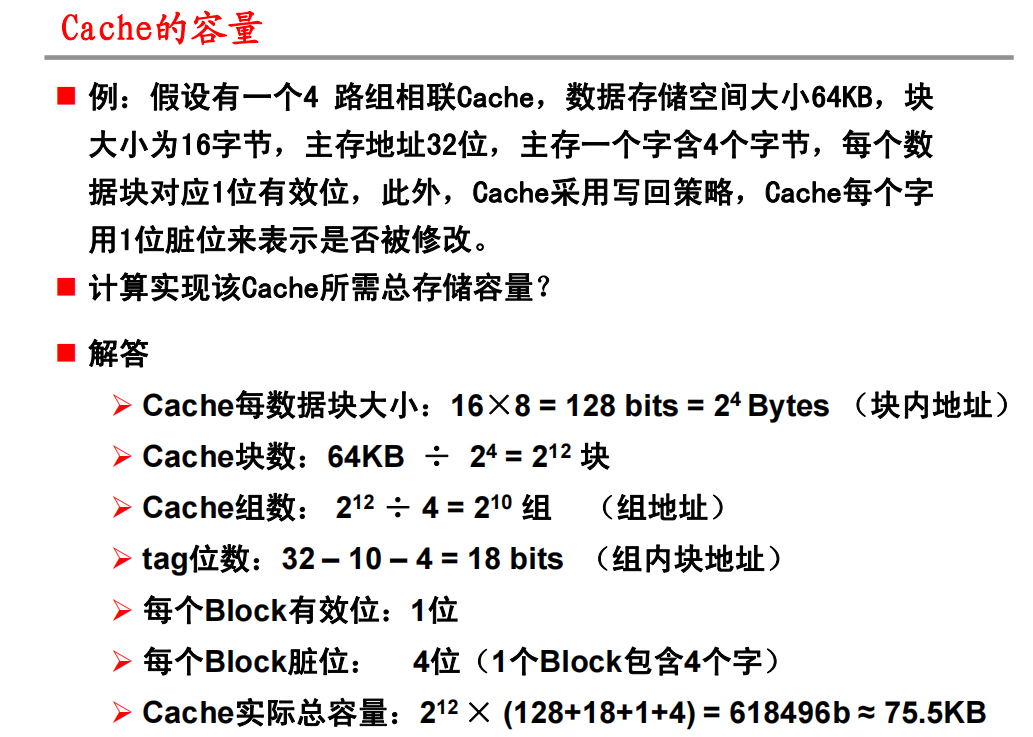 Cache的容量
例：假设有一个4 路组相联Cache，数据存储空间大小64KB，块
大小为16字节，主存地址32位，主存一个字含4个字节，每个数
据块对应1位有效位，此外，Cache采用写回策略，Cache每个字
用1位脏位来表示是否被修改。
计算实现该Cache所需总存储容量？
解答
Cache每数据块大小：16×8 = 128 bits = 2⁴ Bytes （块内地址）
Cache块数：64KB ÷ 2⁴ = 2¹² 块
Cache组数： 2¹² ÷ 4 = 2¹⁰ 组 （组地址）
tag位数：32 – 10 – 4 = 18 bits （组内块地址）
每个Block有效位：1位
每个Block脏位： 4位（1个Block包含4个字）
Cache实际总容量：2¹² × (128+18+1+4) = 618496b ≈ 75.5KB